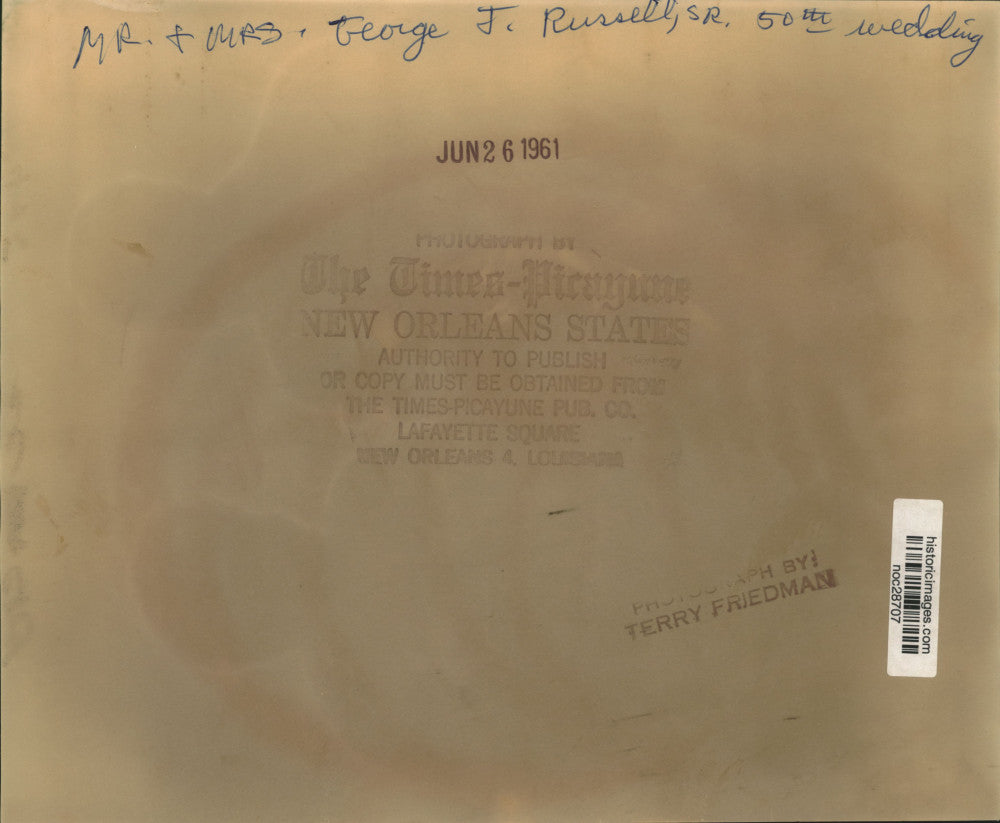 MR. & MRS. George J. Russell, SR. 50th wedding
JUN 26 1961
PHOTOGRAPH BY
The Times-Picayune
NEW ORLEANS STATES
AUTHORITY TO PUBLISH
OR COPY MUST BE OBTAINED FROM
THE TIMES-PICAYUNE PUB. CO.
LAFAYETTE SQUARE
NEW ORLEANS 4, LOUISIANA
PHOTOGRAPH BY:
TERRY FRIEDMAN
historicimages.com
noc28707